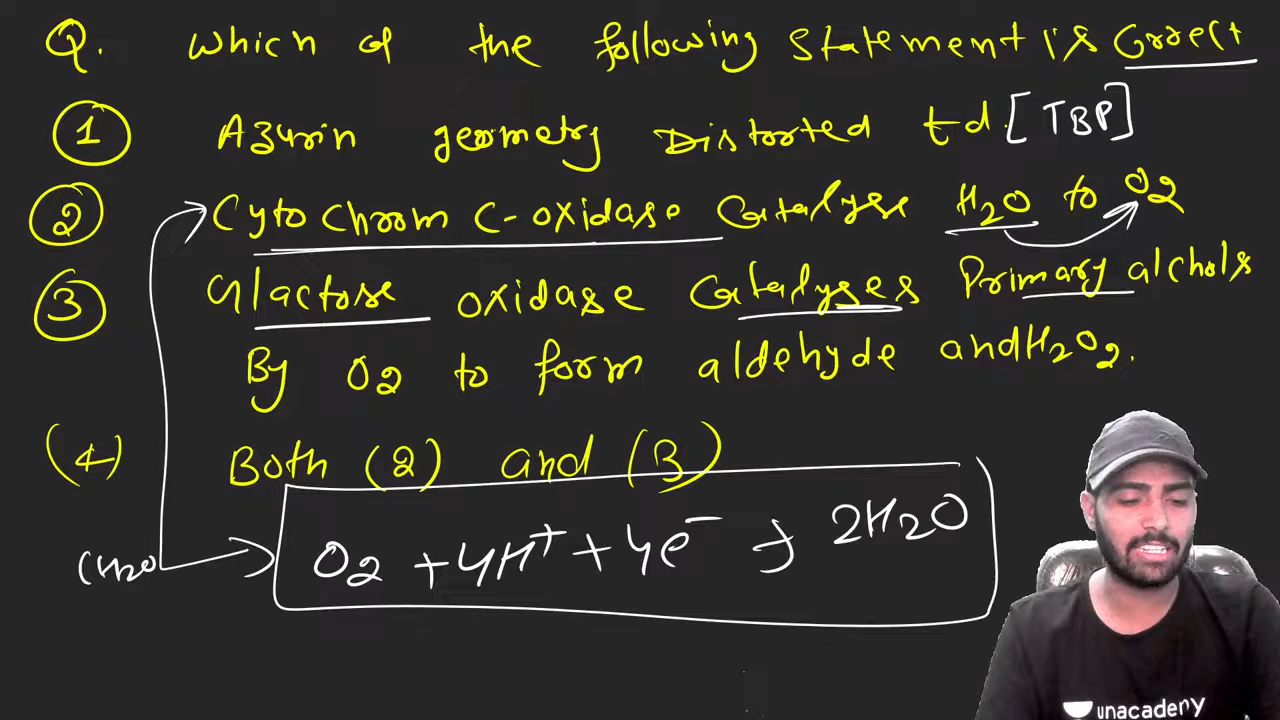 Q. Which of the following statement is Correct
① Azurin geometry Distorted td. [TBP]
② Cyto Chrom C-oxidase Catalyse H2O to O2
③ Glactose oxidase Catalyses Primary alchols
By O2 to form aldehyde and H2O2.
(4) Both (2) and (3)
O2 + 4H+ + 4e- → 2H2O
unacademy